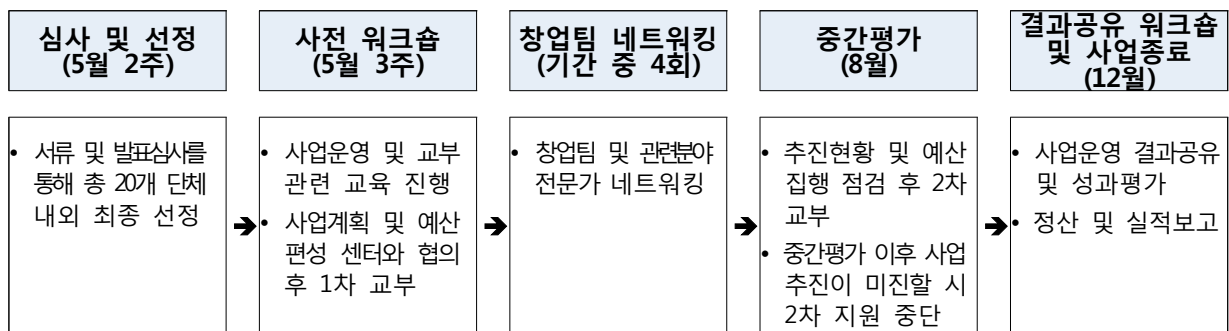 심사 및 선정
(5월 2주)
사전 워크숍
(5월 3주)
창업팀 네트워킹
(기간 중 4회)
중간평가
(8월)
결과공유 워크숍
및 사업종료
(12월)
• 서류 및 발표심사를
통해 총 20개 단체
내외 최종 선정
➔
• 사업운영 및 교부
관련 교육 진행
• 사업계획 및 예산
편성 센터와 협의
후 1차 교부
➔
• 창업팀 및 관련분야
전문가 네트워킹
➔
• 추진현황 및 예산
집행 점검 후 2차
교부
• 중간평가 이후 사업
추진이 미진할 시
2차 지원 중단
➔
• 사업운영 결과공유
및 성과평가
• 정산 및 실적보고